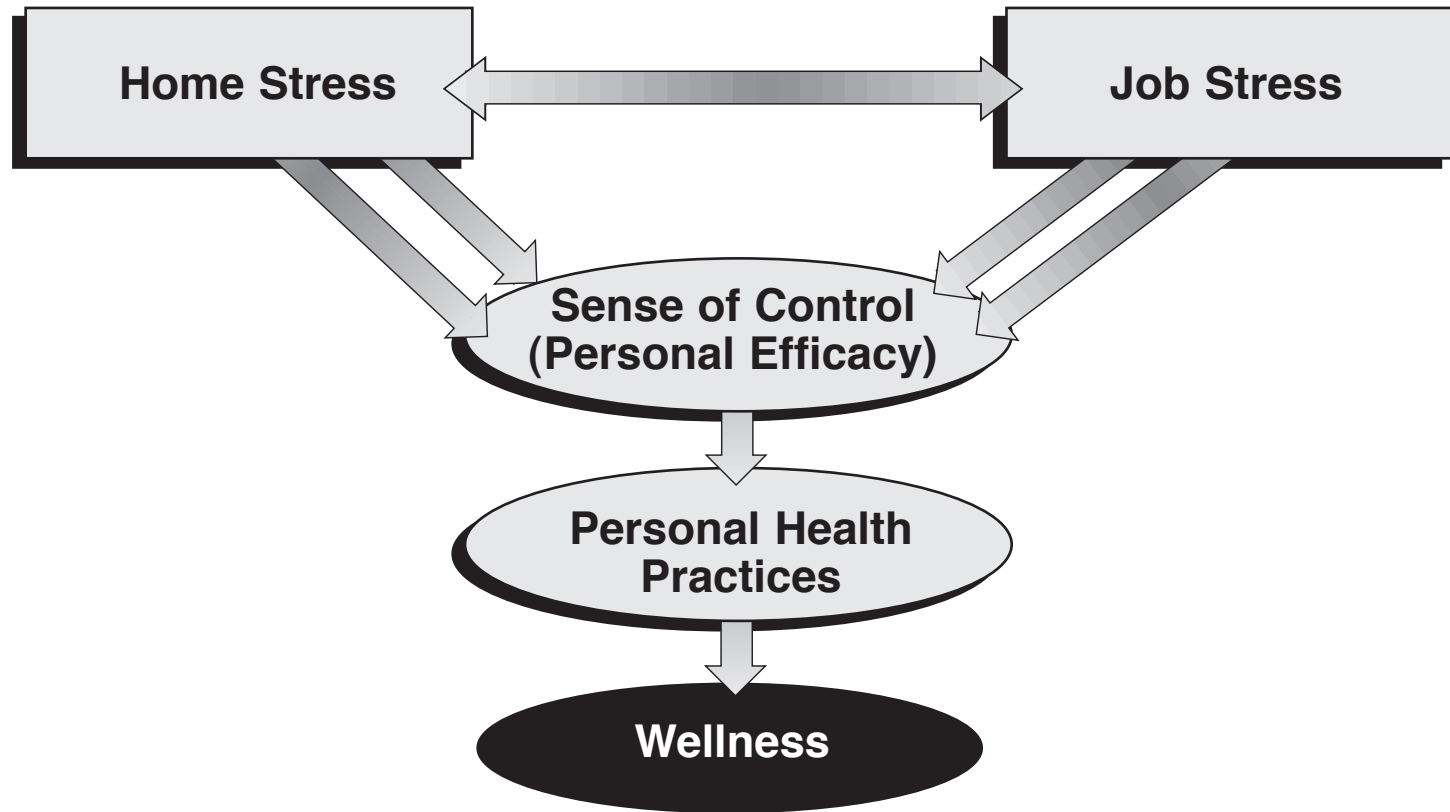 Home Stress
Job Stress
Sense of Control
(Personal Efficacy)
Personal Health
Practices
Wellness